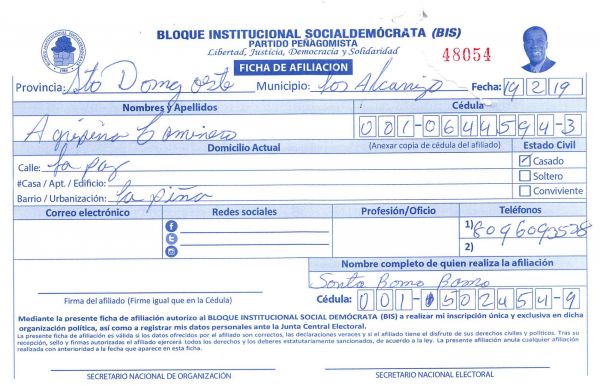 BLOQUE INSTITUCIONAL SOCIALDEMÓCRATA (BIS)
PARTIDO PEÑAGOMISTA
Libertad, Justicia, Democracia y Solidaridad
48054
FICHA DE AFILIACION
Provincia: Sto Domgo oeste Municipio: Los Alcarrizo Fecha: 19/2/19
Nombres y Apellidos Cédula
Agripina Caminero 001-0644594-3
Domicilio Actual (Anexar copia de cédula del afiliado) Estado Civil
Calle: la paz Casado
#Casa / Apt. / Edificio: Soltero
Barrio / Urbanización: la piña Conviviente
Correo electrónico Redes sociales Profesión/Oficio Teléfonos
1) 8096093528
2)
Nombre completo de quien realiza la afiliación
Firma del afiliado (Firme igual que en la Cédula) Cédula: 001-1502454-9
Mediante la presente ficha de afiliación autorizo al BLOQUE INSTITUCIONAL SOCIAL DEMÓCRATA (BIS) a realizar mi inscripción única y exclusiva en dicha
organización política, así como a registrar mis datos personales ante la Junta Central Electoral.
La presente ficha de afiliación es válida si los datos ofrecidos por el afiliado son correctos, las declaraciones veraces y si el afiliado tiene el disfrute de sus derechos civiles y políticos. Tras su
recepción, sello y firmas autorizadas el afiliado ejercerá todos los derechos y los deberes estatutariamente sancionados, de acuerdo a la ley. La presente afiliación anula cualquier afiliación
realizada con anterioridad a la fecha que aparece en esta ficha.
SECRETARIO NACIONAL DE ORGANIZACIÓN SECRETARIO NACIONAL ELECTORAL